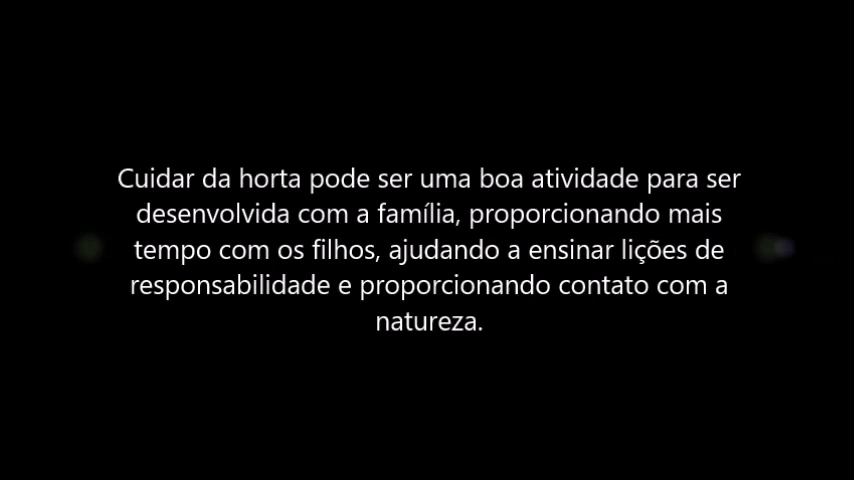 Cuidar da horta pode ser uma boa atividade para ser
desenvolvida com a família, proporcionando mais
tempo com os filhos, ajudando a ensinar lições de
responsabilidade e proporcionando contato com a
natureza.